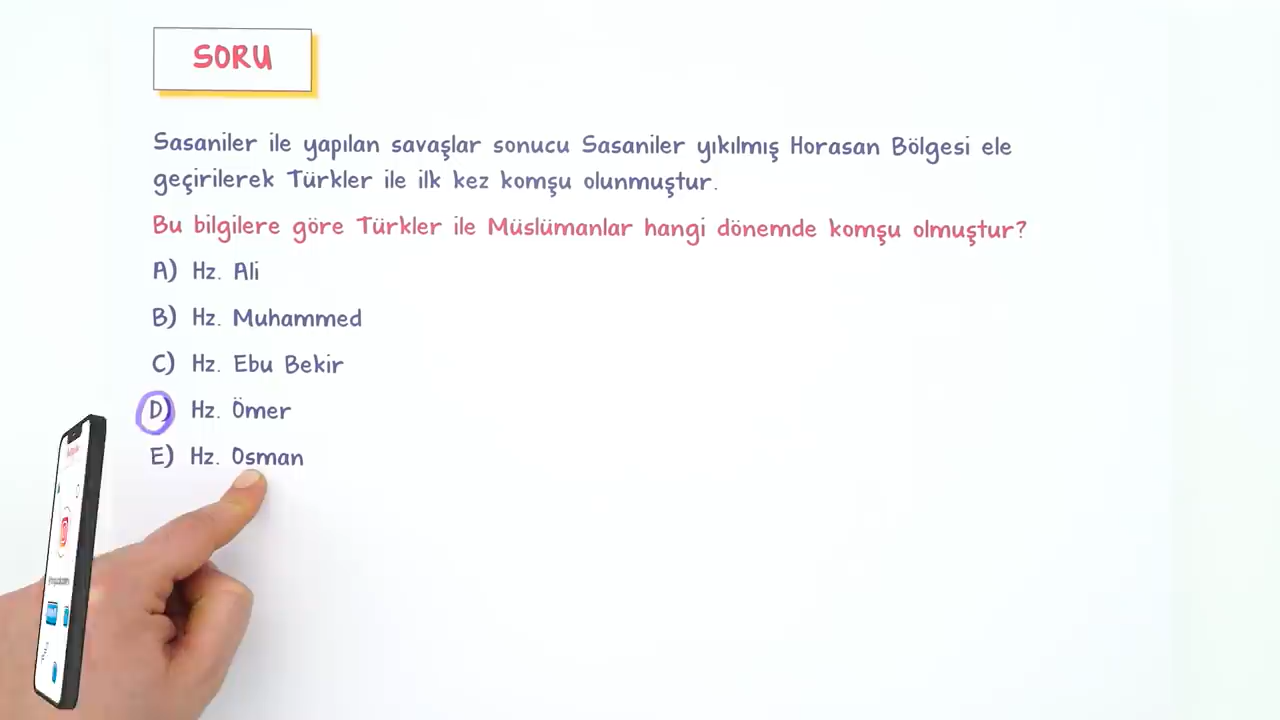 SORU
Sasaniler ile yapılan savaşlar sonucu Sasaniler yıkılmış Horasan Bölgesi ele
geçirilerek Türkler ile ilk kez komşu olunmuştur.
Bu bilgilere göre Türkler ile Müslümanlar hangi dönemde komşu olmuştur?
A) Hz. Ali
B) Hz. Muhammed
C) Hz. Ebu Bekir
D) Hz. Ömer
E) Hz. Osman